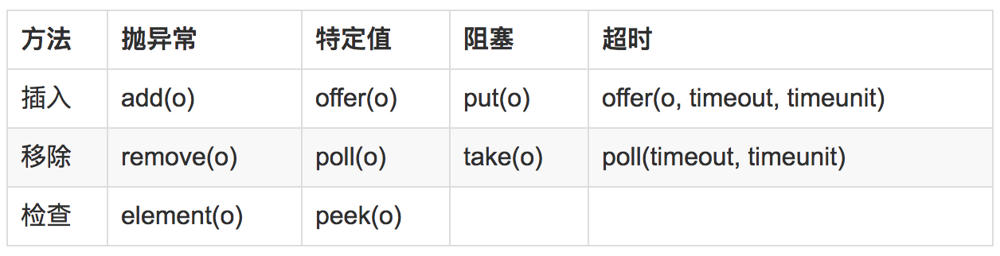 方法 抛异常 特定值 阻塞 超时
插入 add(o) offer(o) put(o) offer(o, timeout, timeunit)
移除 remove(o) poll(o) take(o) poll(timeout, timeunit)
检查 element(o) peek(o)